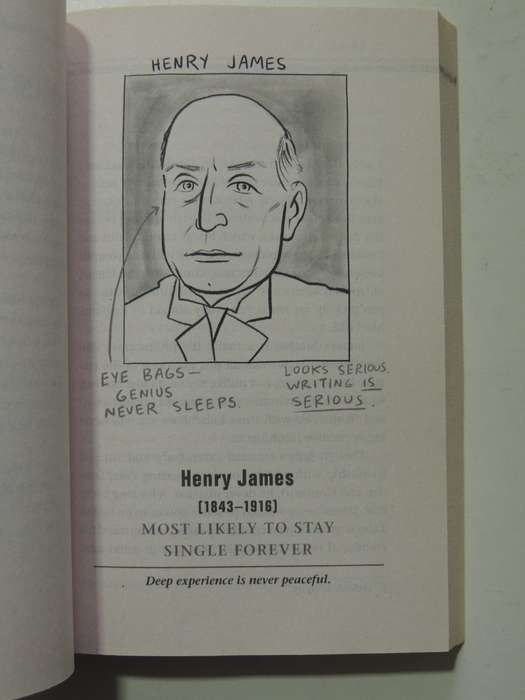 HENRY JAMES
EYE BAGS—
GENIUS
NEVER SLEEPS.
LOOKS SERIOUS.
WRITING IS
SERIOUS.
Henry James
[1843–1916]
MOST LIKELY TO STAY
SINGLE FOREVER
Deep experience is never peaceful.